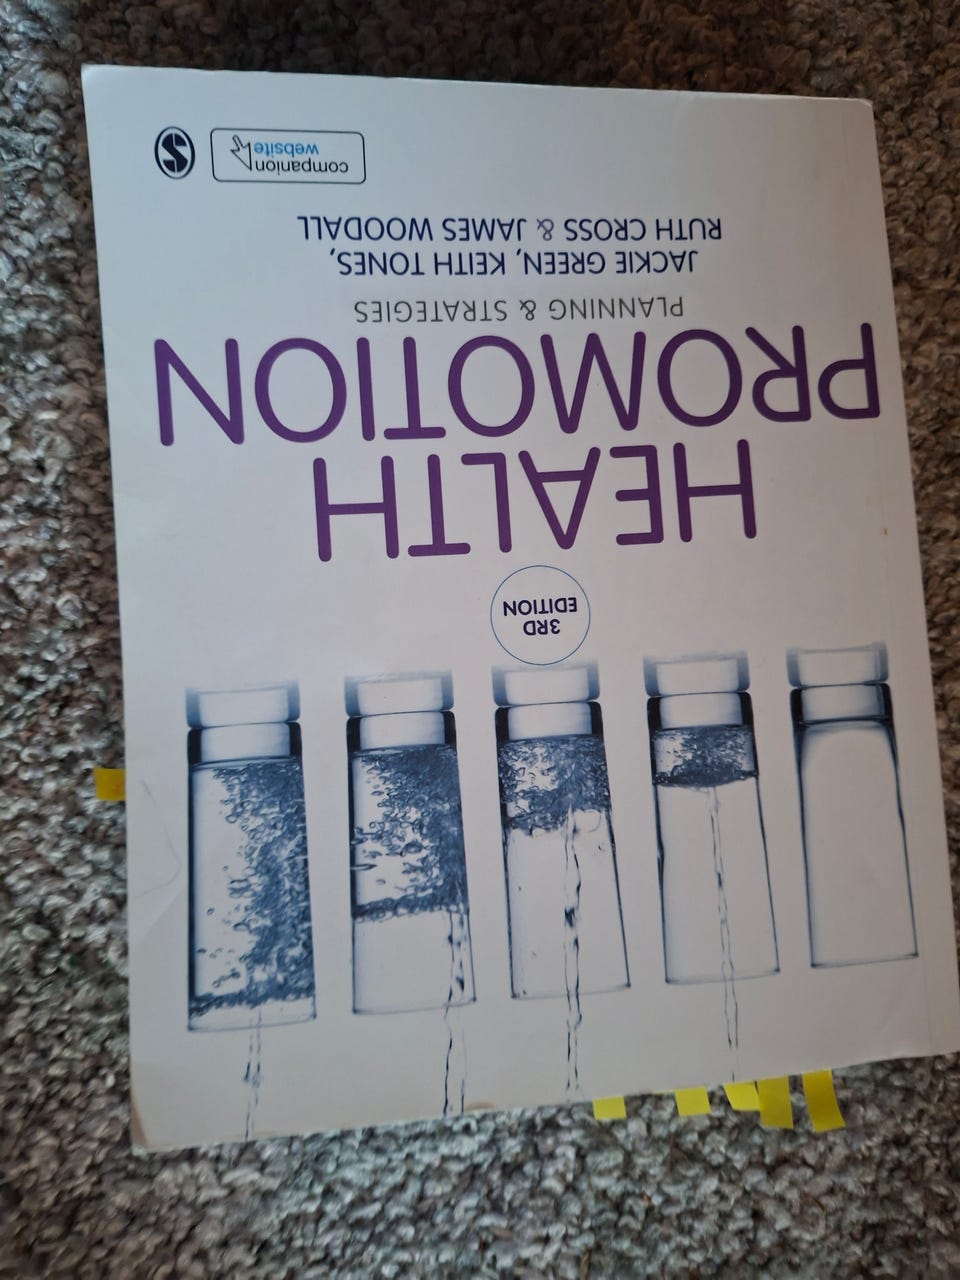 3RD
EDITION
HEALTH
PROMOTION
PLANNING & STRATEGIES
JACKIE GREEN, KEITH TONES,
RUTH CROSS & JAMES WOODALL
companion
website
S